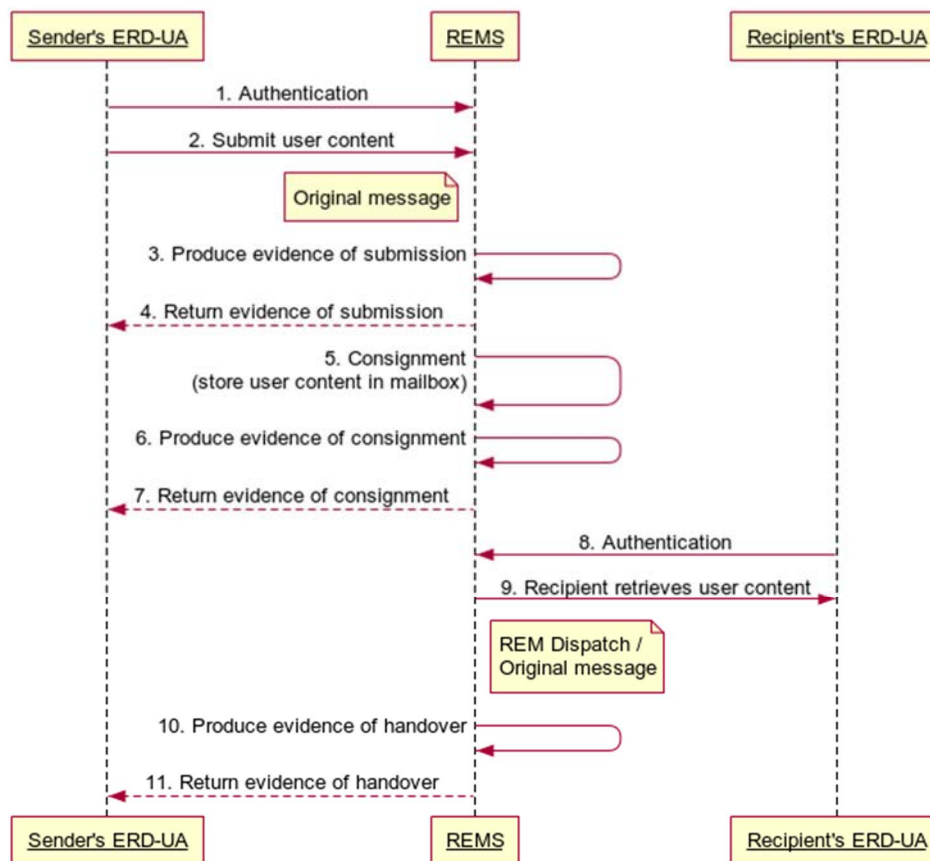 Sender's ERD-UA
REMS
Recipient's ERD-UA
1. Authentication
2. Submit user content
Original message
3. Produce evidence of submission
4. Return evidence of submission
5. Consignment
(store user content in mailbox)
6. Produce evidence of consignment
7. Return evidence of consignment
8. Authentication
9. Recipient retrieves user content
REM Dispatch /
Original message
10. Produce evidence of handover
11. Return evidence of handover
Sender's ERD-UA
REMS
Recipient's ERD-UA